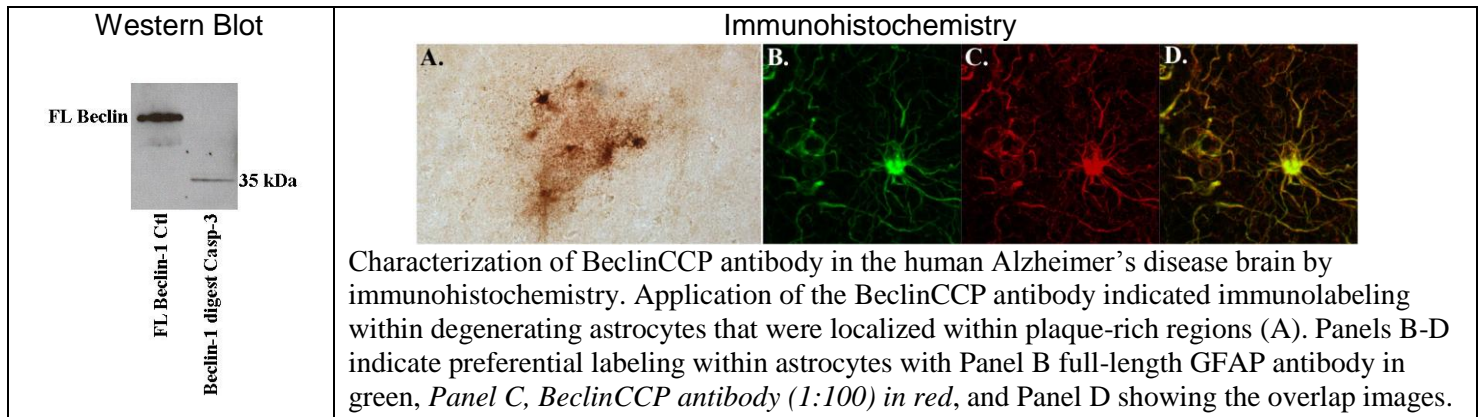 Western Blot
Immunohistochemistry
A.
B.
C.
D.
FL Beclin
35 kDa
FL Beclin-1 Ctl
Beclin-1 digest Casp-3
Characterization of BeclinCCP antibody in the human Alzheimer’s disease brain by
immunohistochemistry. Application of the BeclinCCP antibody indicated immunolabeling
within degenerating astrocytes that were localized within plaque-rich regions (A). Panels B-D
indicate preferential labeling within astrocytes with Panel B full-length GFAP antibody in
green, Panel C, BeclinCCP antibody (1:100) in red, and Panel D showing the overlap images.